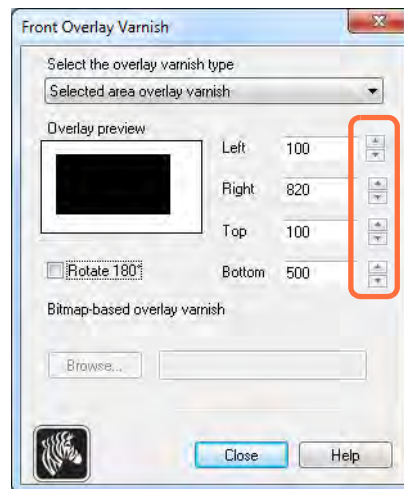 Front Overlay Varnish
Select the overlay varnish type
Selected area overlay varnish
Overlay preview
Left 100
Right 820
Top 100
Rotate 180°
Bottom 500
Bitmap-based overlay varnish
Browse...
Close
Help